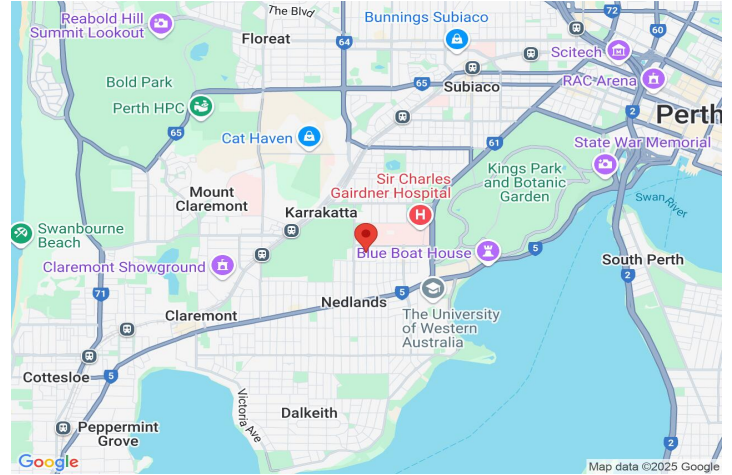 The Blvd
Bunnings Subiaco
72
Reabold Hill
Summit Lookout
Floreat
64
60
Scitech
Bold Park
65
Subiaco
RAC Arena
Perth HPC
2
Perth
65
Cat Haven
61
State War Memorial
Sir Charles
Gairdner Hospital
Kings Park
and Botanic
Garden
Mount
Claremont
Swan River
Karrakatta
H
Swanbourne
Beach
Blue Boat House
5
South Perth
Claremont Showground
2
71
5
Nedlands
The University
of Western
Australia
Claremont
Cottesloe
5
Victoria Ave
Dalkeith
Peppermint
Grove
2
Google
Map data ©2025 Google